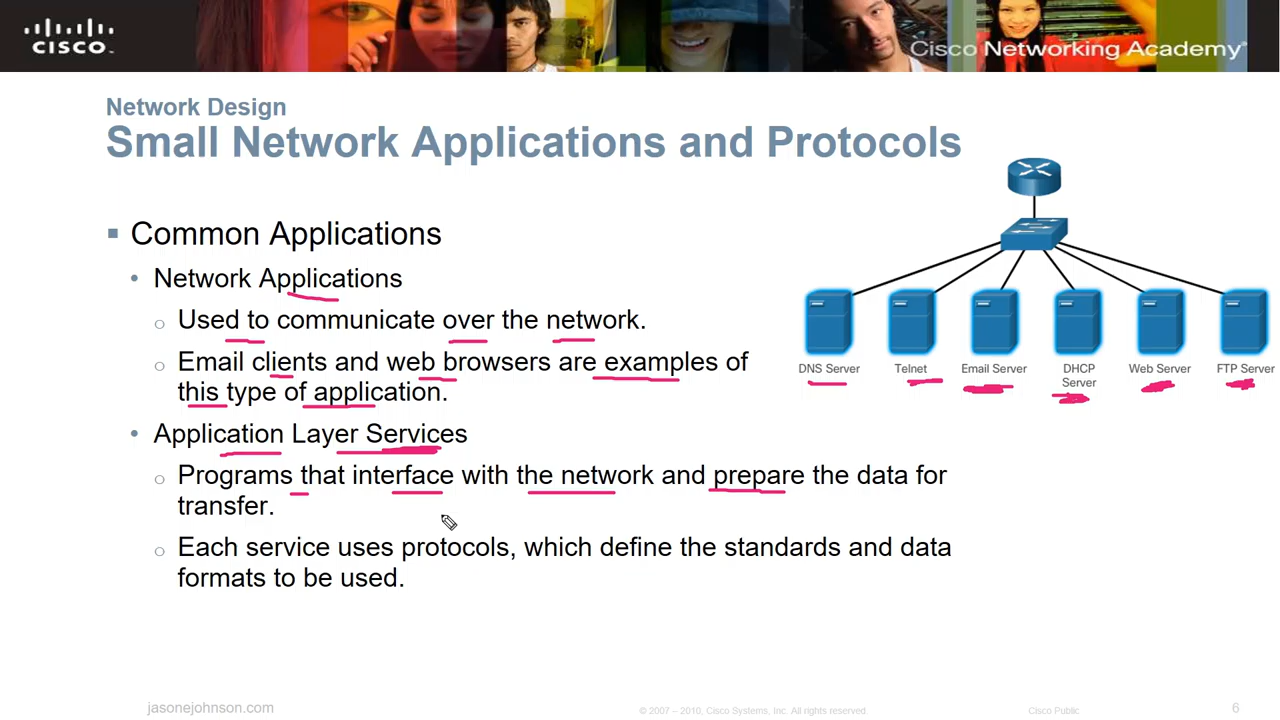 CISCO
Cisco Networking Academy®
Network Design
Small Network Applications and Protocols
Common Applications
Network Applications
Used to communicate over the network.
Email clients and web browsers are examples of
this type of application.
Application Layer Services
Programs that interface with the network and prepare the data for
transfer.
Each service uses protocols, which define the standards and data
formats to be used.
DNS Server
Telnet
Email Server
DHCP
Server
Web Server
FTP Server
jasonejohnson.com
© 2007 – 2010, Cisco Systems, Inc. All rights reserved.
Cisco Public
6